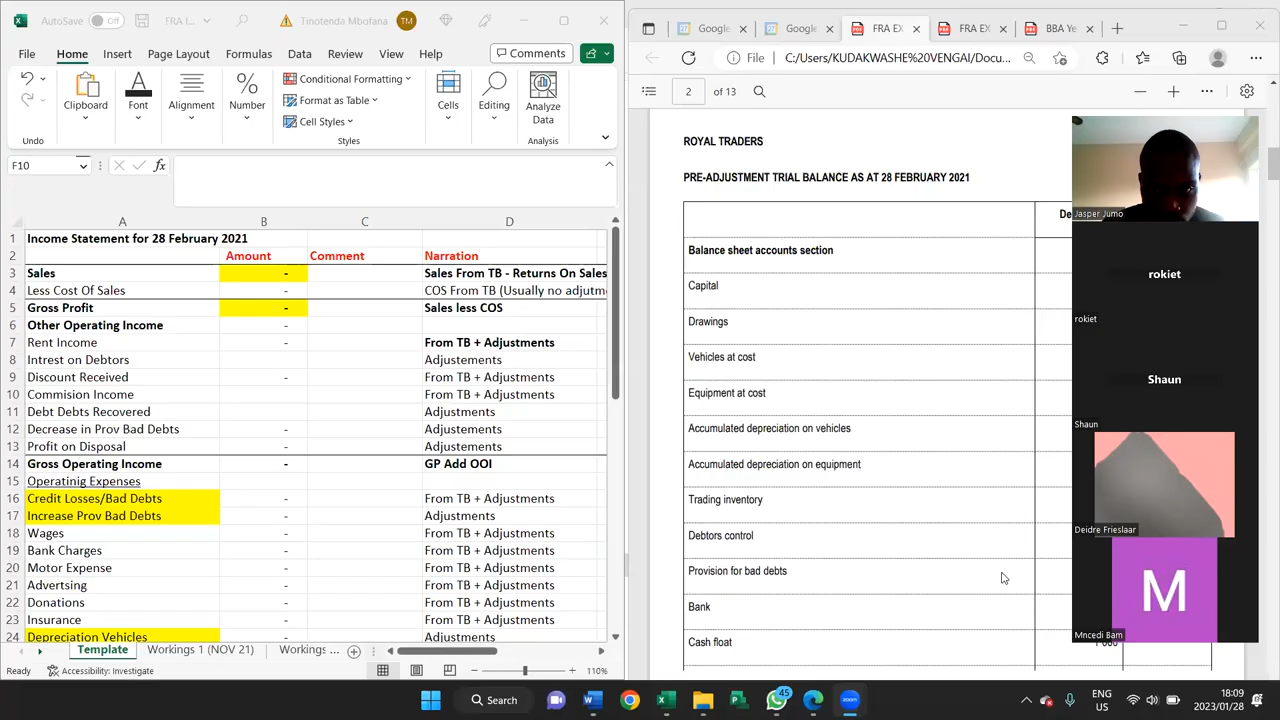 AutoSave Off FRA I... Tinotenda Mbofana TM
File Home Insert Page Layout Formulas Data Review View Help Comments
Clipboard Font Alignment Number Conditional Formatting Format as Table Cell Styles Cells Editing Analyze Data
Undo Styles Analysis
F10 fx
A B C D
1 Income Statement for 28 February 2021
2 Amount Comment Narration
3 Sales - Sales From TB - Returns On Sales
4 Less Cost Of Sales COS From TB (Usually no adjutm
5 Gross Profit - Sales less COS
6 Other Operating Income -
7 Rent Income - From TB + Adjustments
8 Intrest on Debtors Adjustements
9 Discount Received - From TB + Adjustments
10 Commision Income From TB + Adjustments
11 Debt Debts Recovered Adjustments
12 Decrease in Prov Bad Debts - Adjustements
13 Profit on Disposal - Adjustements
14 Gross Operating Income - GP Add OOI
15 Operatinig Expenses
16 Credit Losses/Bad Debts - From TB + Adjustments
17 Increase Prov Bad Debts - Adjustments
18 Wages - From TB + Adjustments
19 Bank Charges - From TB + Adjustments
20 Motor Expense - From TB + Adjustments
21 Advertsing - From TB + Adjustments
22 Donations - From TB + Adjustments
23 Insurance - From TB + Adjustments
24 Depreciation Vehicles - Adjustments
Template Workings 1 (NOV 21) Workings ...
Ready Accessibility: Investigate 110%
Google Google FRA EX FRA EX BBA Ye
File C:/Users/KUDAKWASHE%20VENGAI/Docu...
2 of 13
ROYAL TRADERS
PRE-ADJUSTMENT TRIAL BALANCE AS AT 28 FEBRUARY 2021
De
Balance sheet accounts section
Capital
Drawings
Vehicles at cost
Equipment at cost
Accumulated depreciation on vehicles
Accumulated depreciation on equipment
Trading inventory
Debtors control
Provision for bad debts
Bank
Cash float
Jasper Jumo
rokiet
rokiet
Shaun
Shaun
Deidre Frieslaar
M
Mncedi Bam
Search 45 ENG US 18:09 2023/01/28